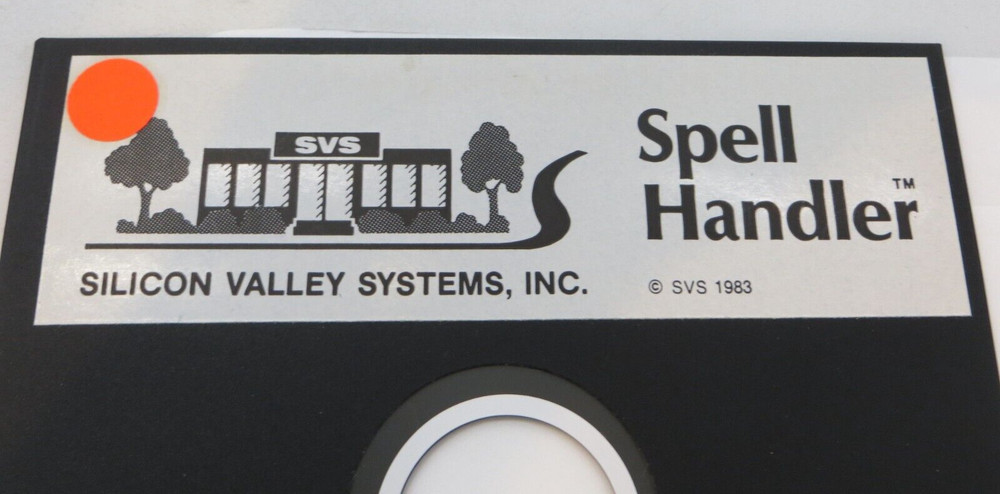 SVS
SILICON VALLEY SYSTEMS, INC.
Spell
Handler™
© SVS 1983